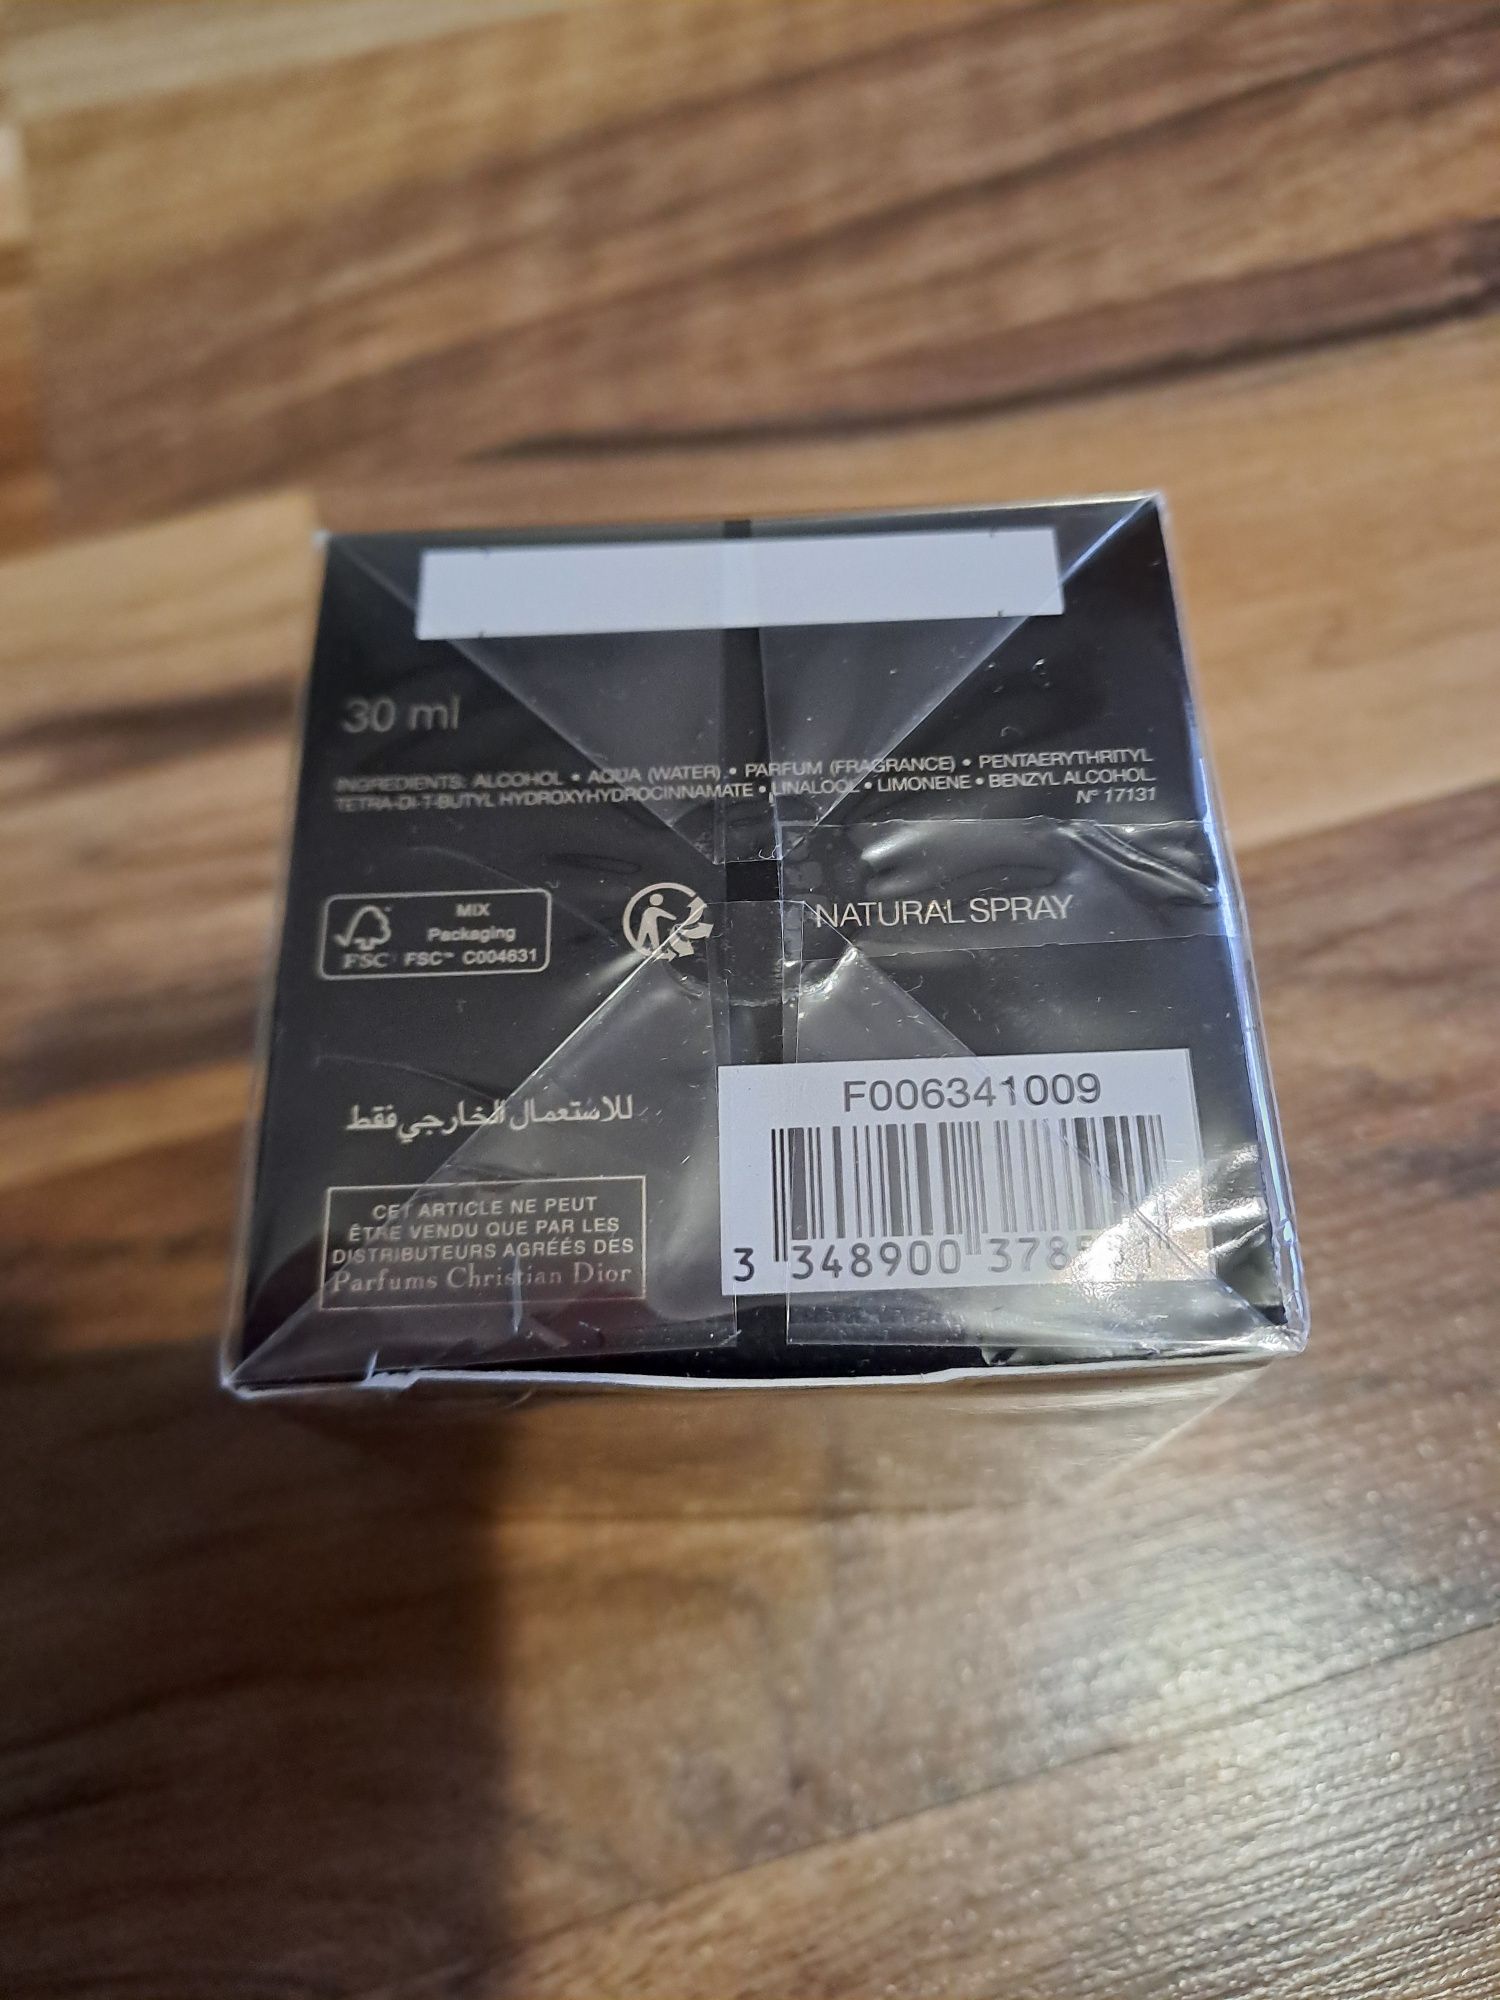 30 ml
INGREDIENTS: ALCOHOL • AQUA (WATER) • PARFUM (FRAGRANCE) • PENTAERYTHRITYL
TETRA-DI-T-BUTYL HYDROXYHYDROCINNAMATE • LINALOOL • LIMONENE • BENZYL ALCOHOL.
N° 17131
MIX
Packaging
FSC FSC™ C004631
NATURAL SPRAY
للاستعمال الخارجي فقط
CET ARTICLE NE PEUT
ÊTRE VENDU QUE PAR LES
DISTRIBUTEURS AGRÉÉS DES
Parfums Christian Dior
F006341009
3 348900